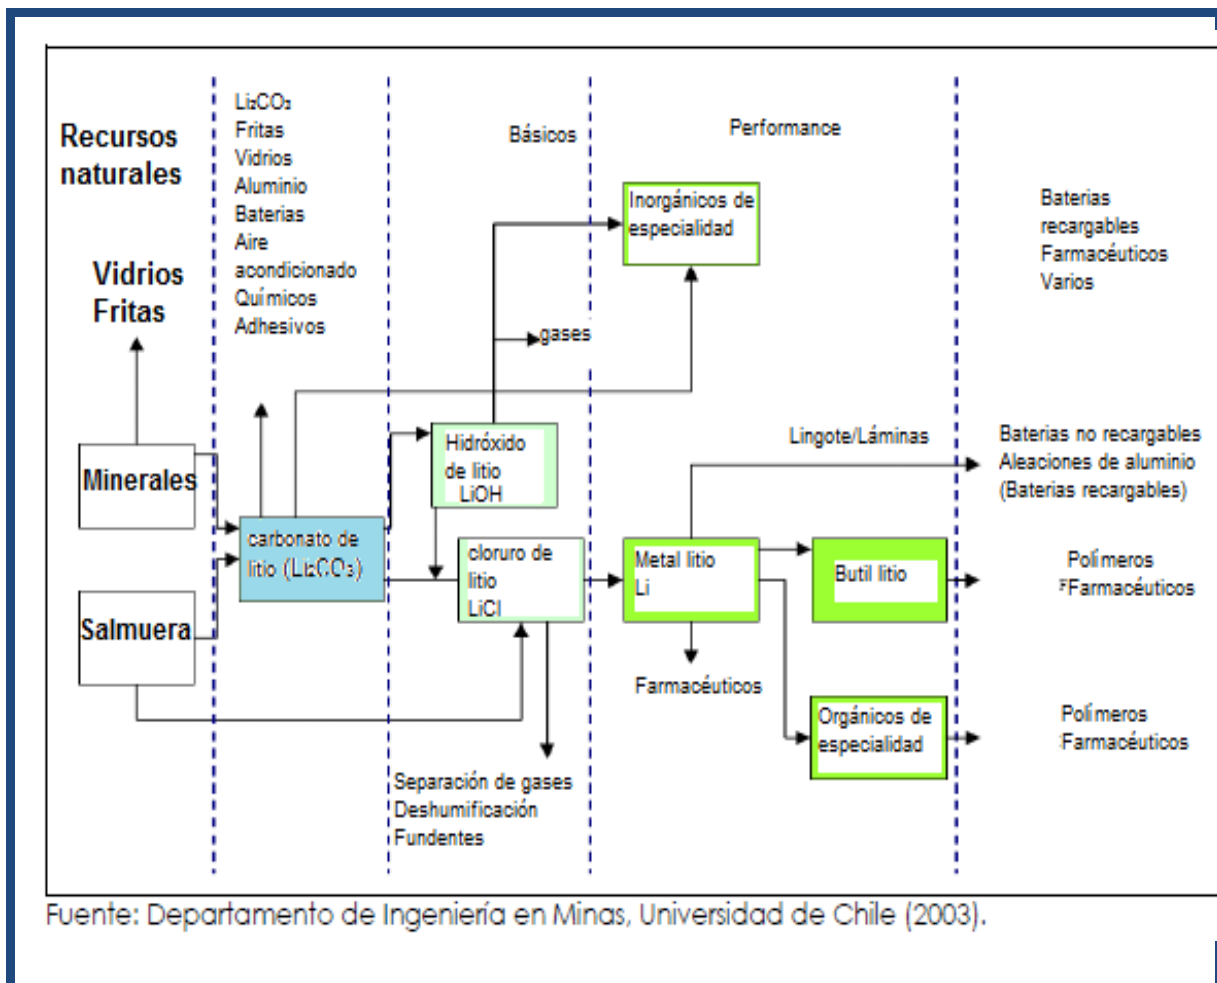 Recursos
naturales
Vidrios
Fritas
Minerales
Salmuera
Li₂CO₃
Fritas
Vidrios
Aluminio
Baterias
Aire
acondicionado
Químicos
Adhesivos
carbonato de
litio (Li₂CO₃)
Básicos
gases
Hidróxido
de litio
LiOH
cloruro de
litio
LiCl
Separación de gases
Deshumificación
Fundentes
Performance
Inorgánicos de
especialidad
Lingote/Láminas
Metal litio
Li
Farmacéuticos
Butil litio
Orgánicos de
especialidad
Baterias
recargables
Farmacéuticos
Varios
Baterias no recargables
Aleaciones de aluminio
(Baterias recargables)
Polímeros
Farmacéuticos
Polímeros
Farmacéuticos
Fuente: Departamento de Ingeniería en Minas, Universidad de Chile (2003).